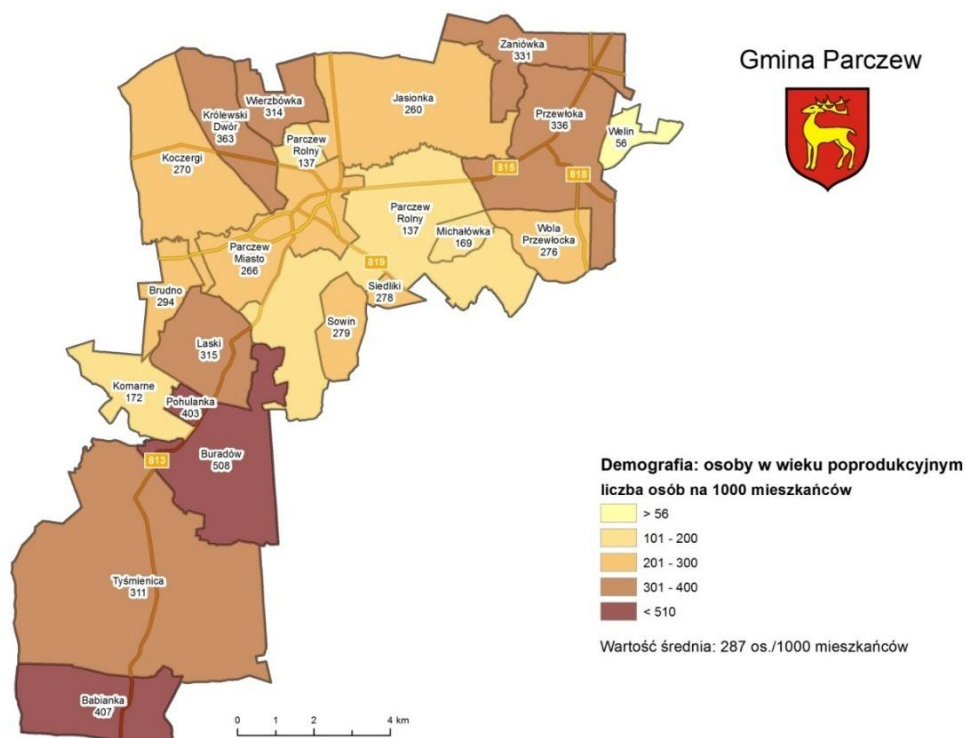 Gmina Parczew
Zaniówka
331
Wierzbówka
314
Jasionka
260
Królewski
Dwór
363
Przewłoka
336
Welin
56
Parczew
Rolny
137
Koczergi
270
815
818
Parczew
Rolny
137
Michałówka
169
Wola
Przewłocka
276
Parczew
Miasto
266
819
Siedliki
278
Brudno
294
Sowin
279
Laski
315
Komarne
172
Pohulanka
403
Buradów
508
813
Tyśmienica
311
Babianka
407
Demografia: osoby w wieku poprodukcyjnym
liczba osób na 1000 mieszkańców
> 56
101 - 200
201 - 300
301 - 400
< 510
Wartość średnia: 287 os./1000 mieszkańców
0 1 2 4 km